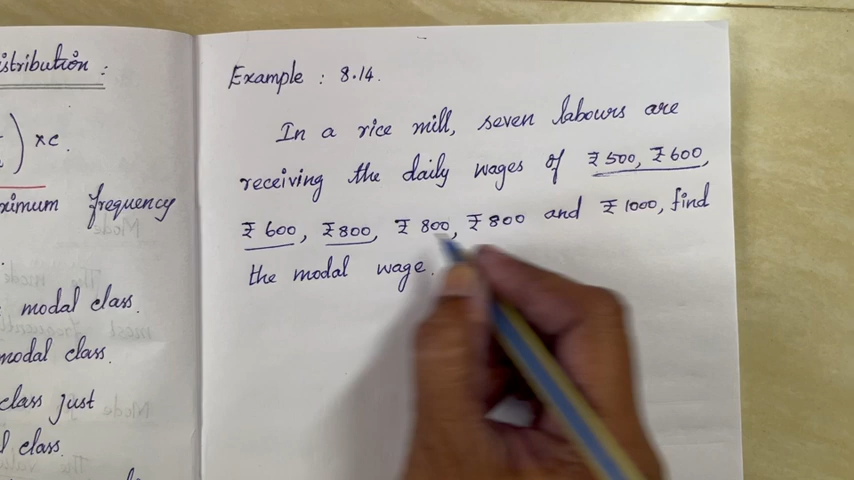 istribution :
) xc.
ximum frequency
modal class.
modal class.
class just
l class.
Example : 8.14.
In a rice mill, seven labours are
receiving the daily wages of ₹500, ₹600,
₹600, ₹800, ₹800, ₹800 and ₹1000, find
the modal wage.